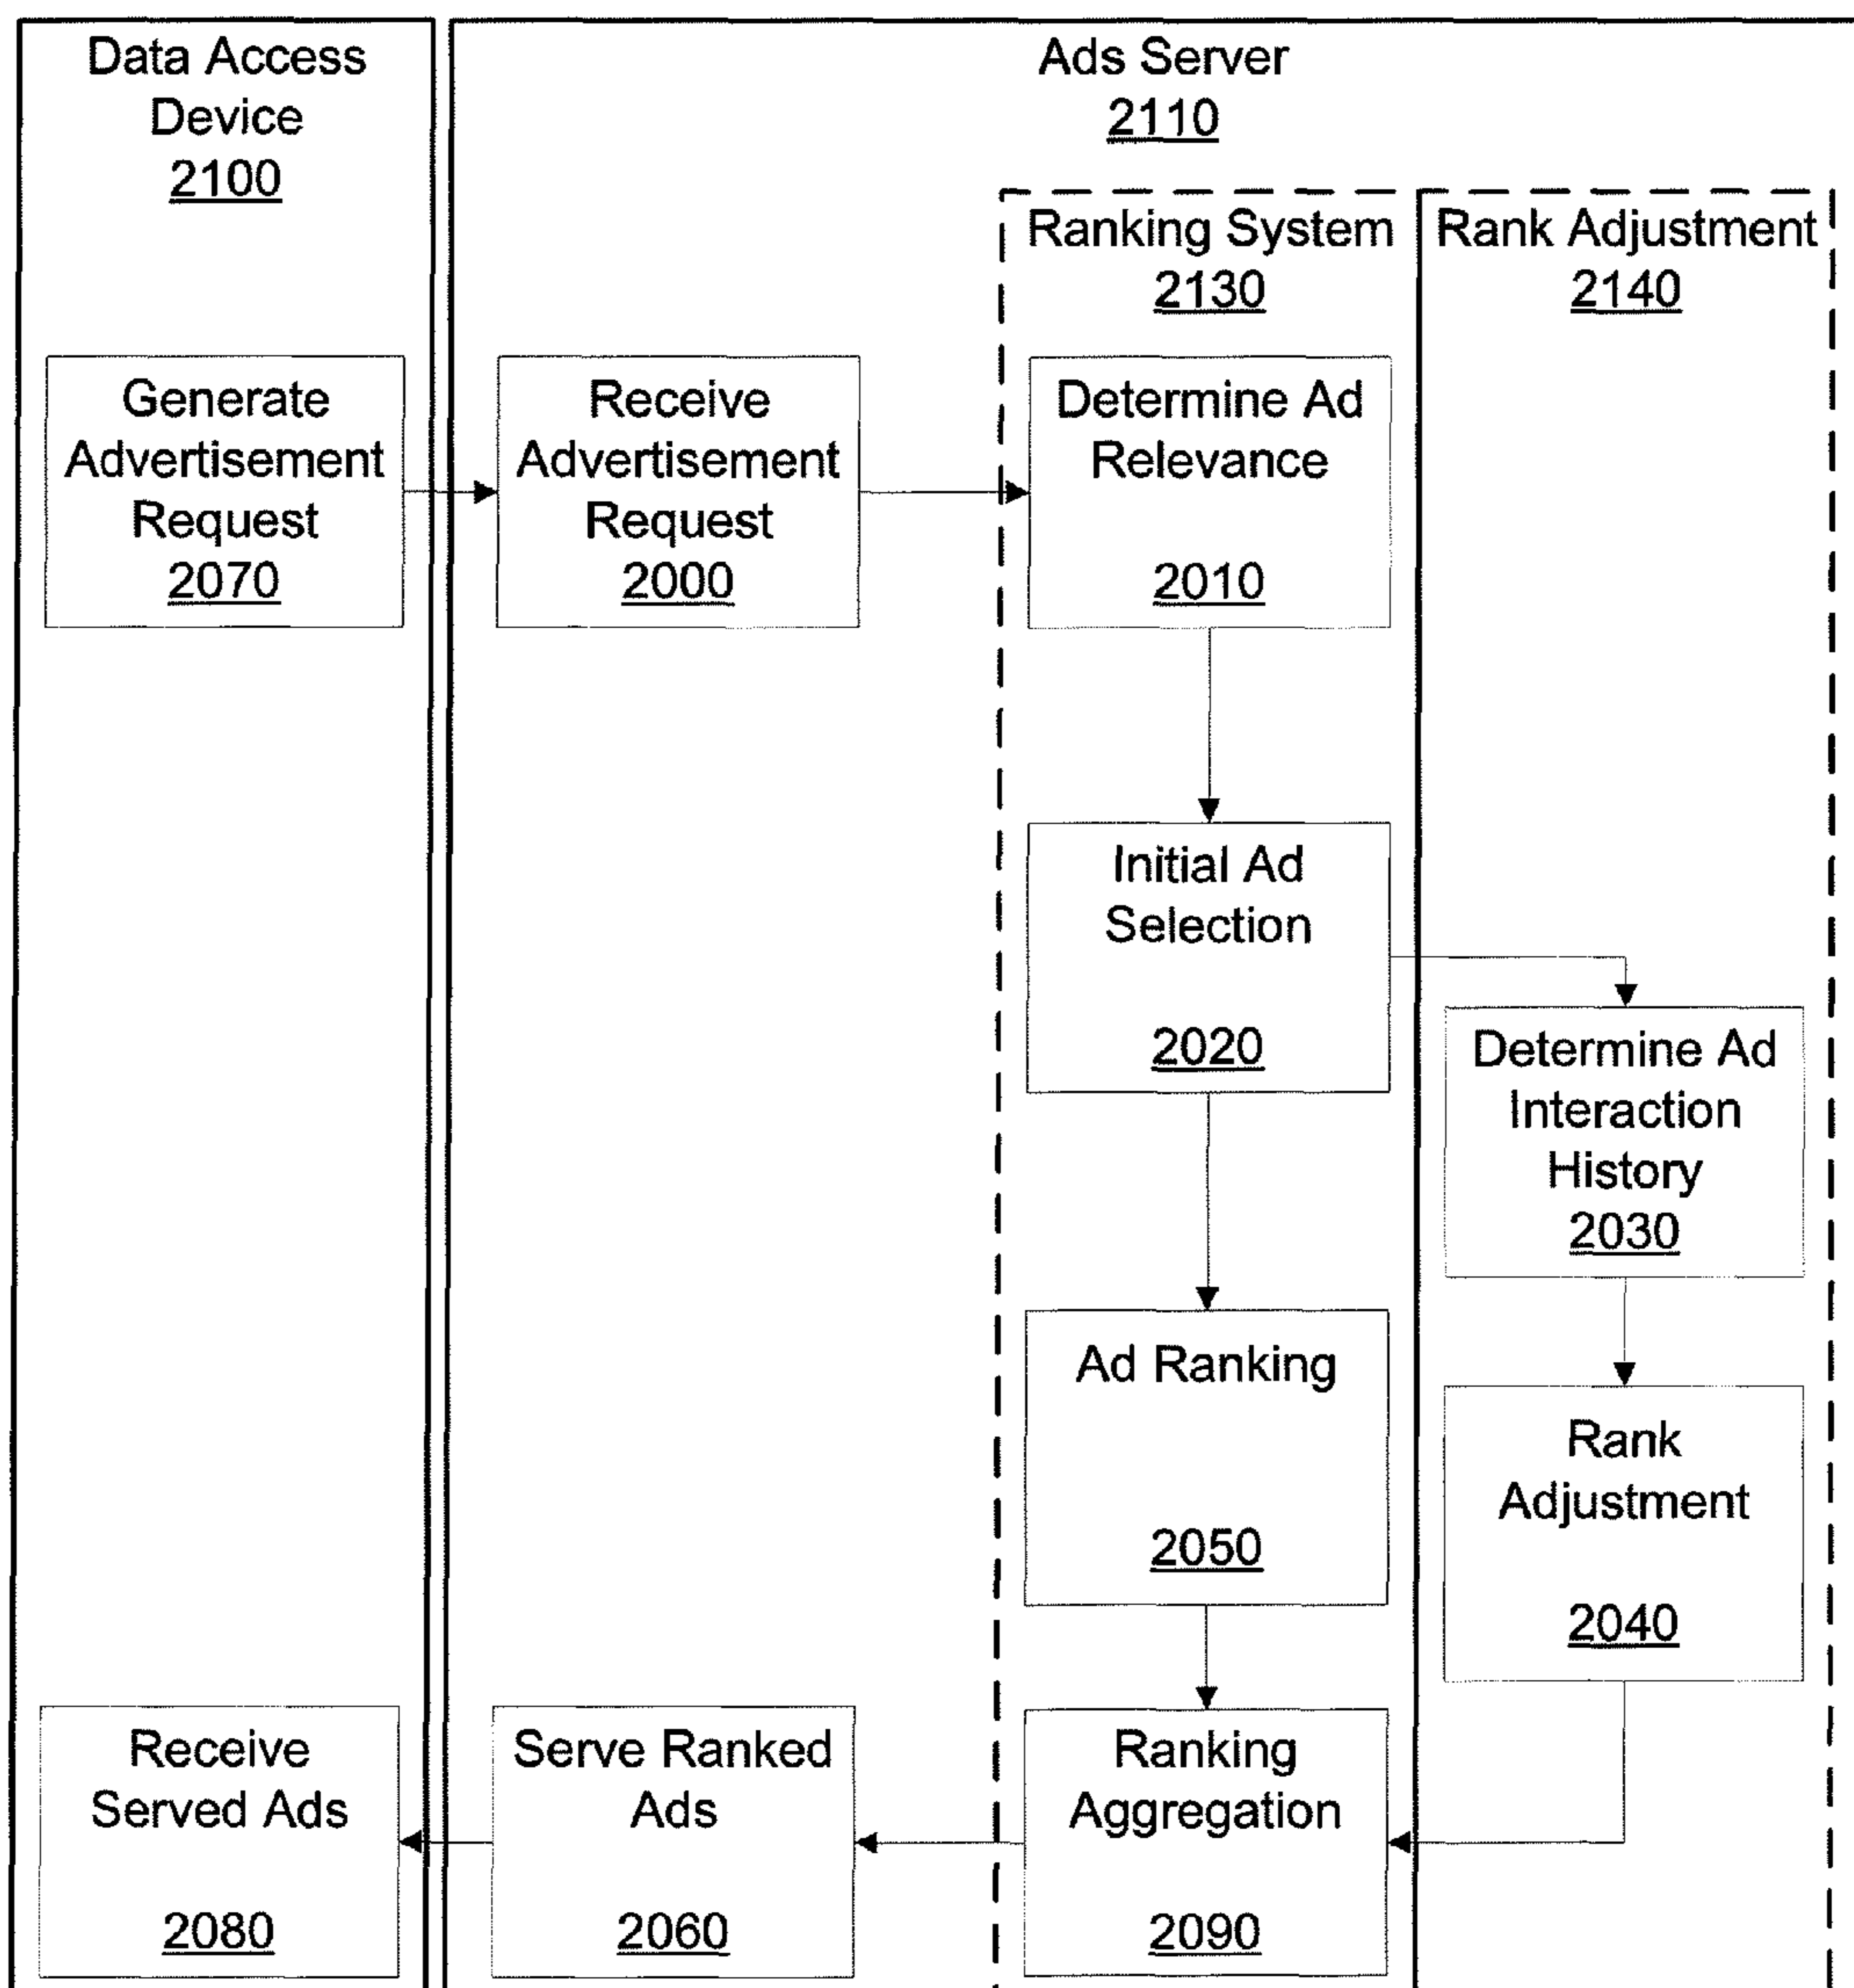 Data Access
Device
2100
Ads Server
2110
Ranking System
2130
Rank Adjustment
2140
Generate
Advertisement
Request
2070
Receive
Advertisement
Request
2000
Determine Ad
Relevance
2010
Initial Ad
Selection
2020
Determine Ad
Interaction
History
2030
Ad Ranking
2050
Rank
Adjustment
2040
Receive
Served Ads
2080
Serve Ranked
Ads
2060
Ranking
Aggregation
2090